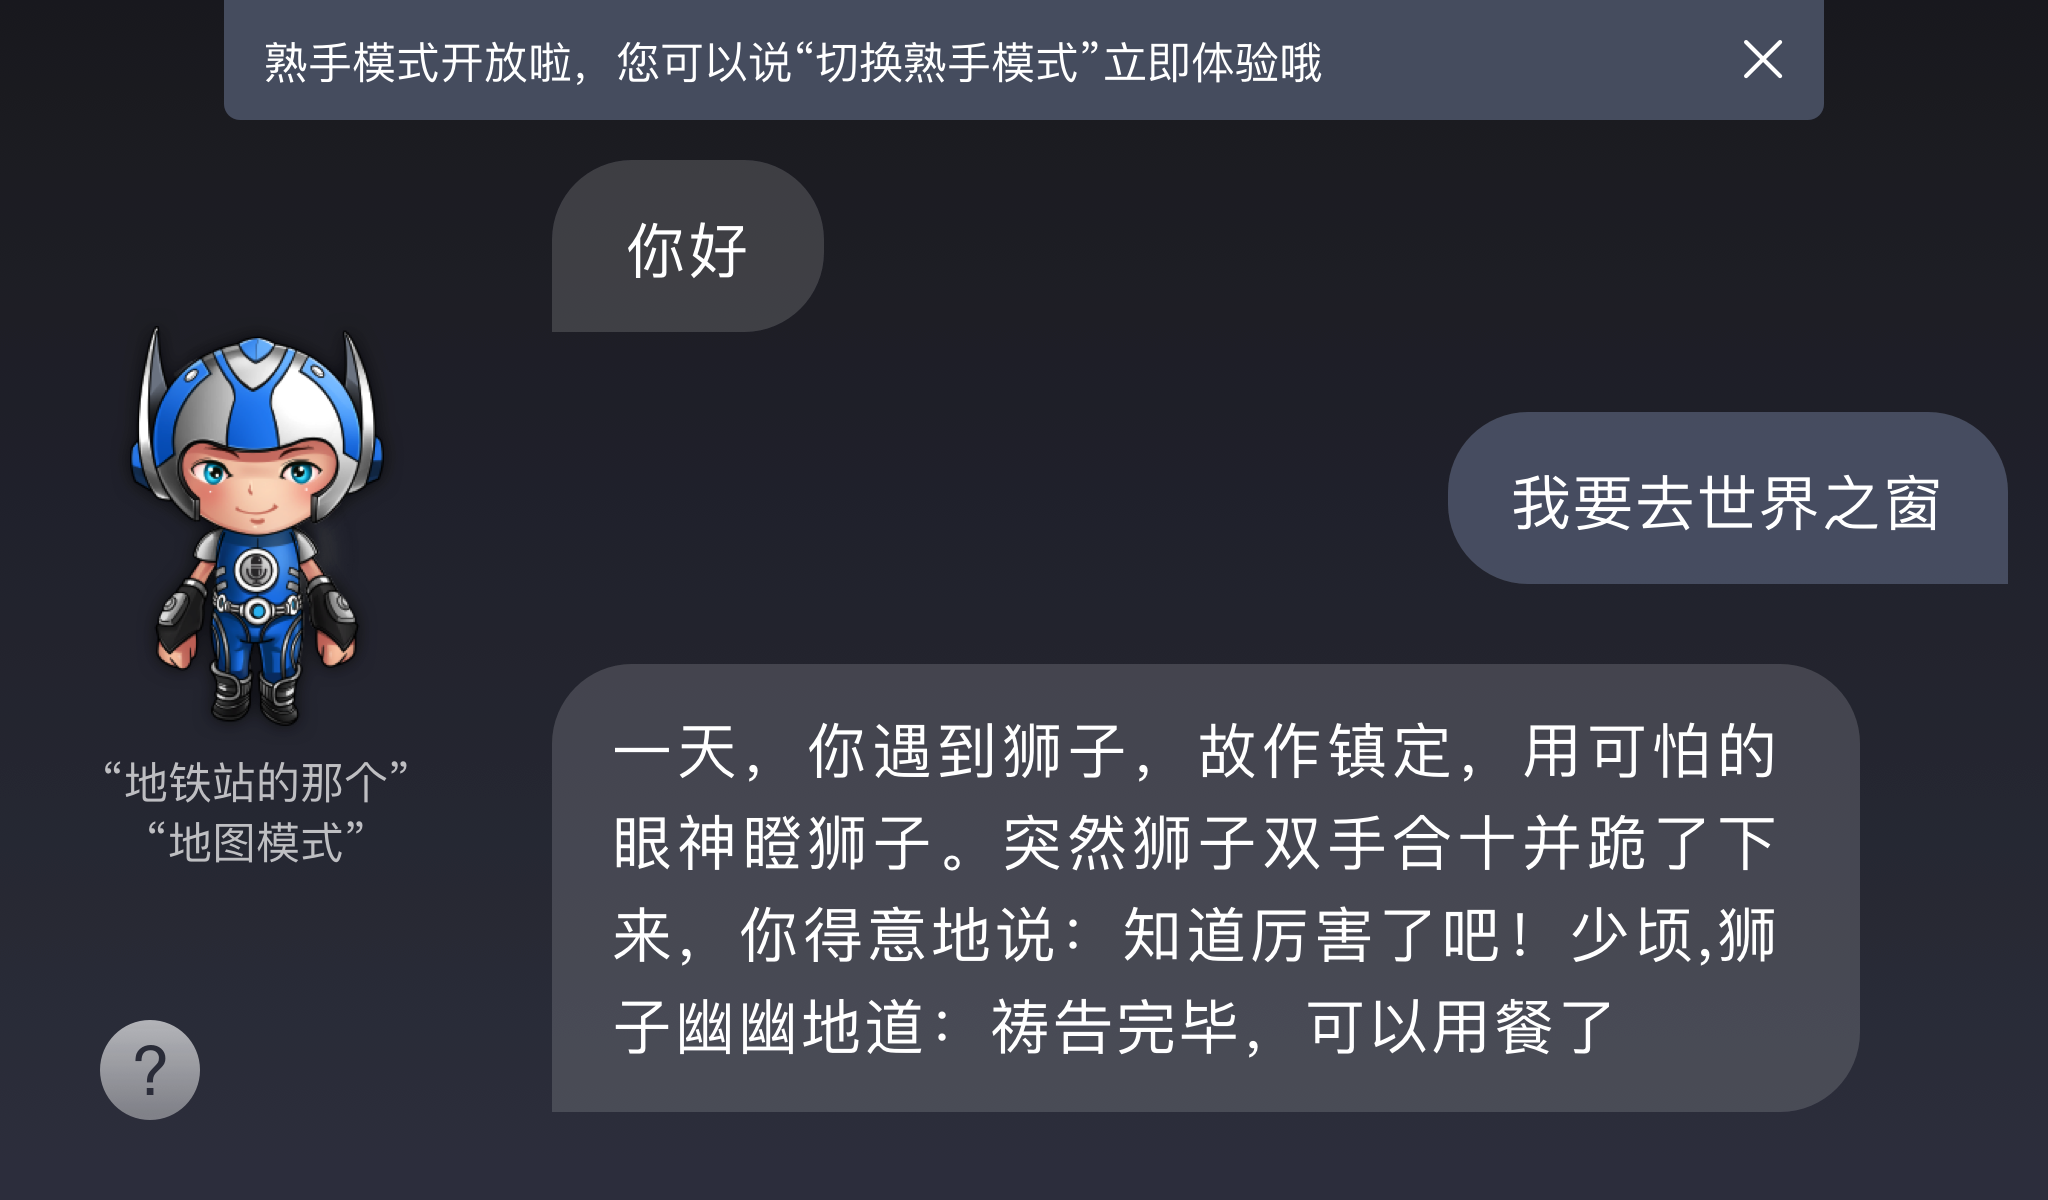 熟手模式开放啦，您可以说“切换熟手模式”立即体验哦
你好
我要去世界之窗
一天，你遇到狮子，故作镇定，用可怕的
眼神瞪狮子。突然狮子双手合十并跪了下
来，你得意地说：知道厉害了吧！少顷,狮
子幽幽地道：祷告完毕，可以用餐了
“地铁站的那个”
“地图模式”
?